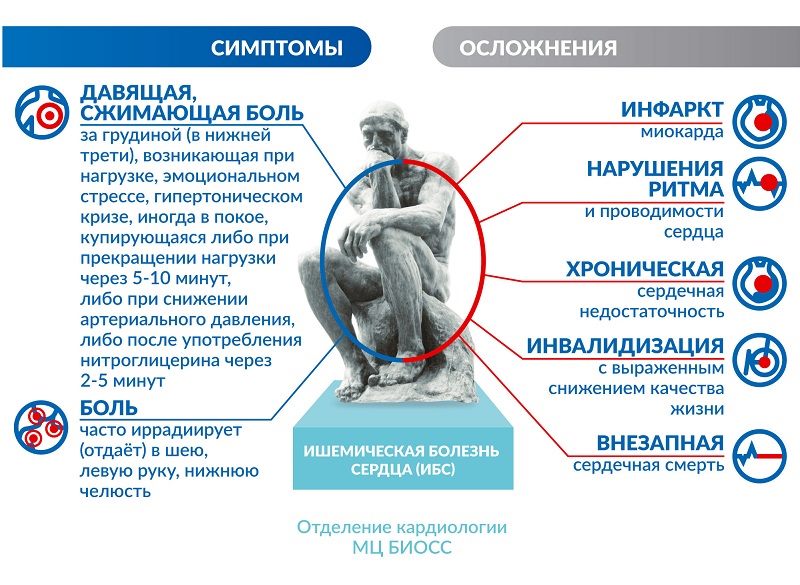 СИМПТОМЫ
ДАВЯЩАЯ,
СЖИМАЮЩАЯ БОЛЬ
за грудиной (в нижней
трети), возникающая при
нагрузке, эмоциональном
стрессе, гипертоническом
кризе, иногда в покое,
купирующаяся либо при
прекращении нагрузки
через 5-10 минут,
либо при снижении
артериального давления,
либо после употребления
нитроглицерина через
2-5 минут
БОЛЬ
часто иррадиирует
(отдаёт) в шею,
левую руку, нижнюю
челюсть
ОСЛОЖНЕНИЯ
ИНФАРКТ
миокарда
НАРУШЕНИЯ
РИТМА
и проводимости
сердца
ХРОНИЧЕСКАЯ
сердечная
недостаточность
ИНВАЛИДИЗАЦИЯ
с выраженным
снижением качества
жизни
ВНЕЗАПНАЯ
сердечная смерть
ИШЕМИЧЕСКАЯ БОЛЕЗНЬ
СЕРДЦА (ИБС)
Отделение кардиологии
МЦ БИОСС